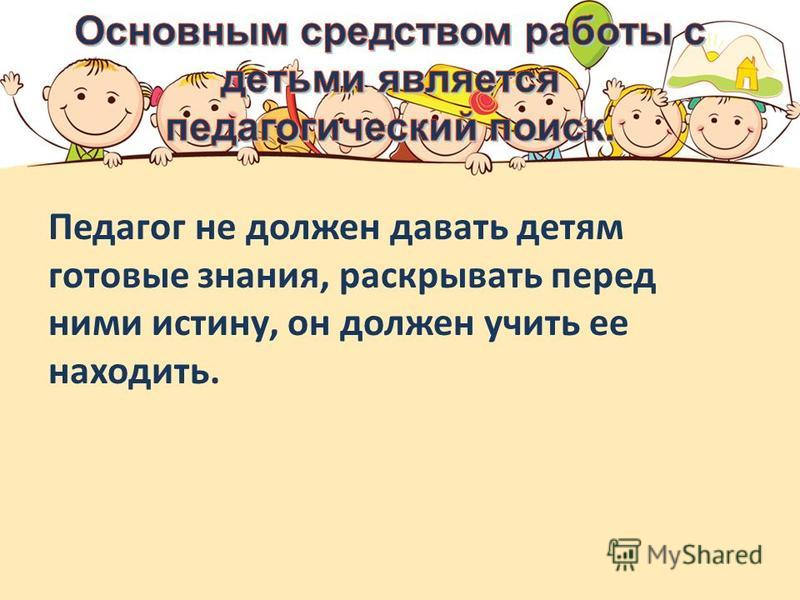 Основным средством работы с
детьми является
педагогический поиск.
Педагог не должен давать детям
готовые знания, раскрывать перед
ними истину, он должен учить ее
находить.
MyShared